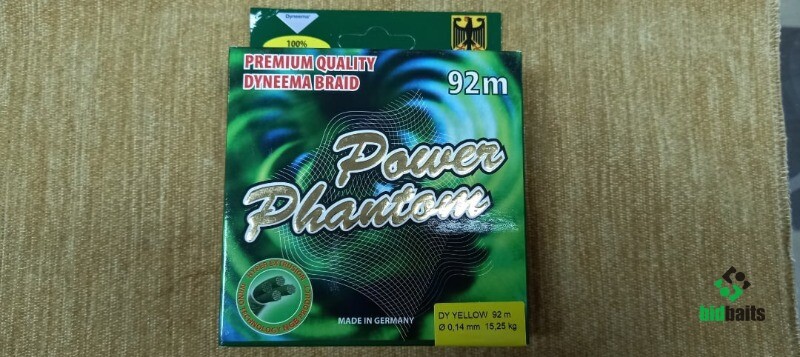 Dyneema
100%
PREMIUM QUALITY
DYNEEMA BRAID
92m
Power
Phantom
MADE IN GERMANY
DY YELLOW 92 m
Ø 0,14 mm 15,25 kg
bidbaits